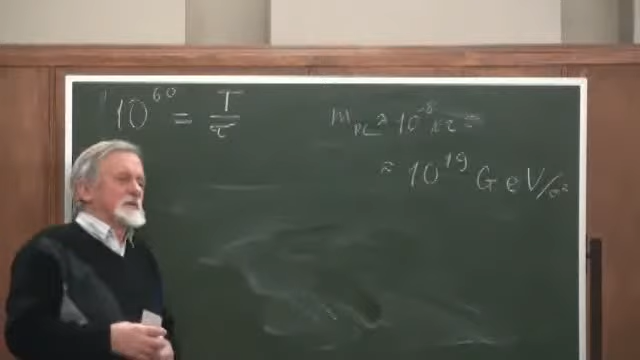 10⁶⁰ = T/τ
m_PL ≈ 10⁻⁸ кг =
≈ 10¹⁹ GeV/c²